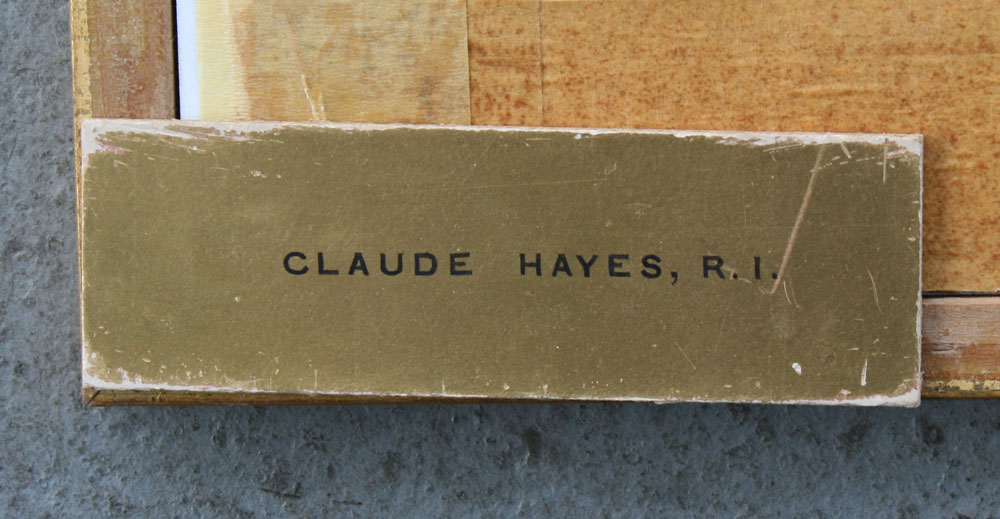 CLAUDE HAYES, R. I.